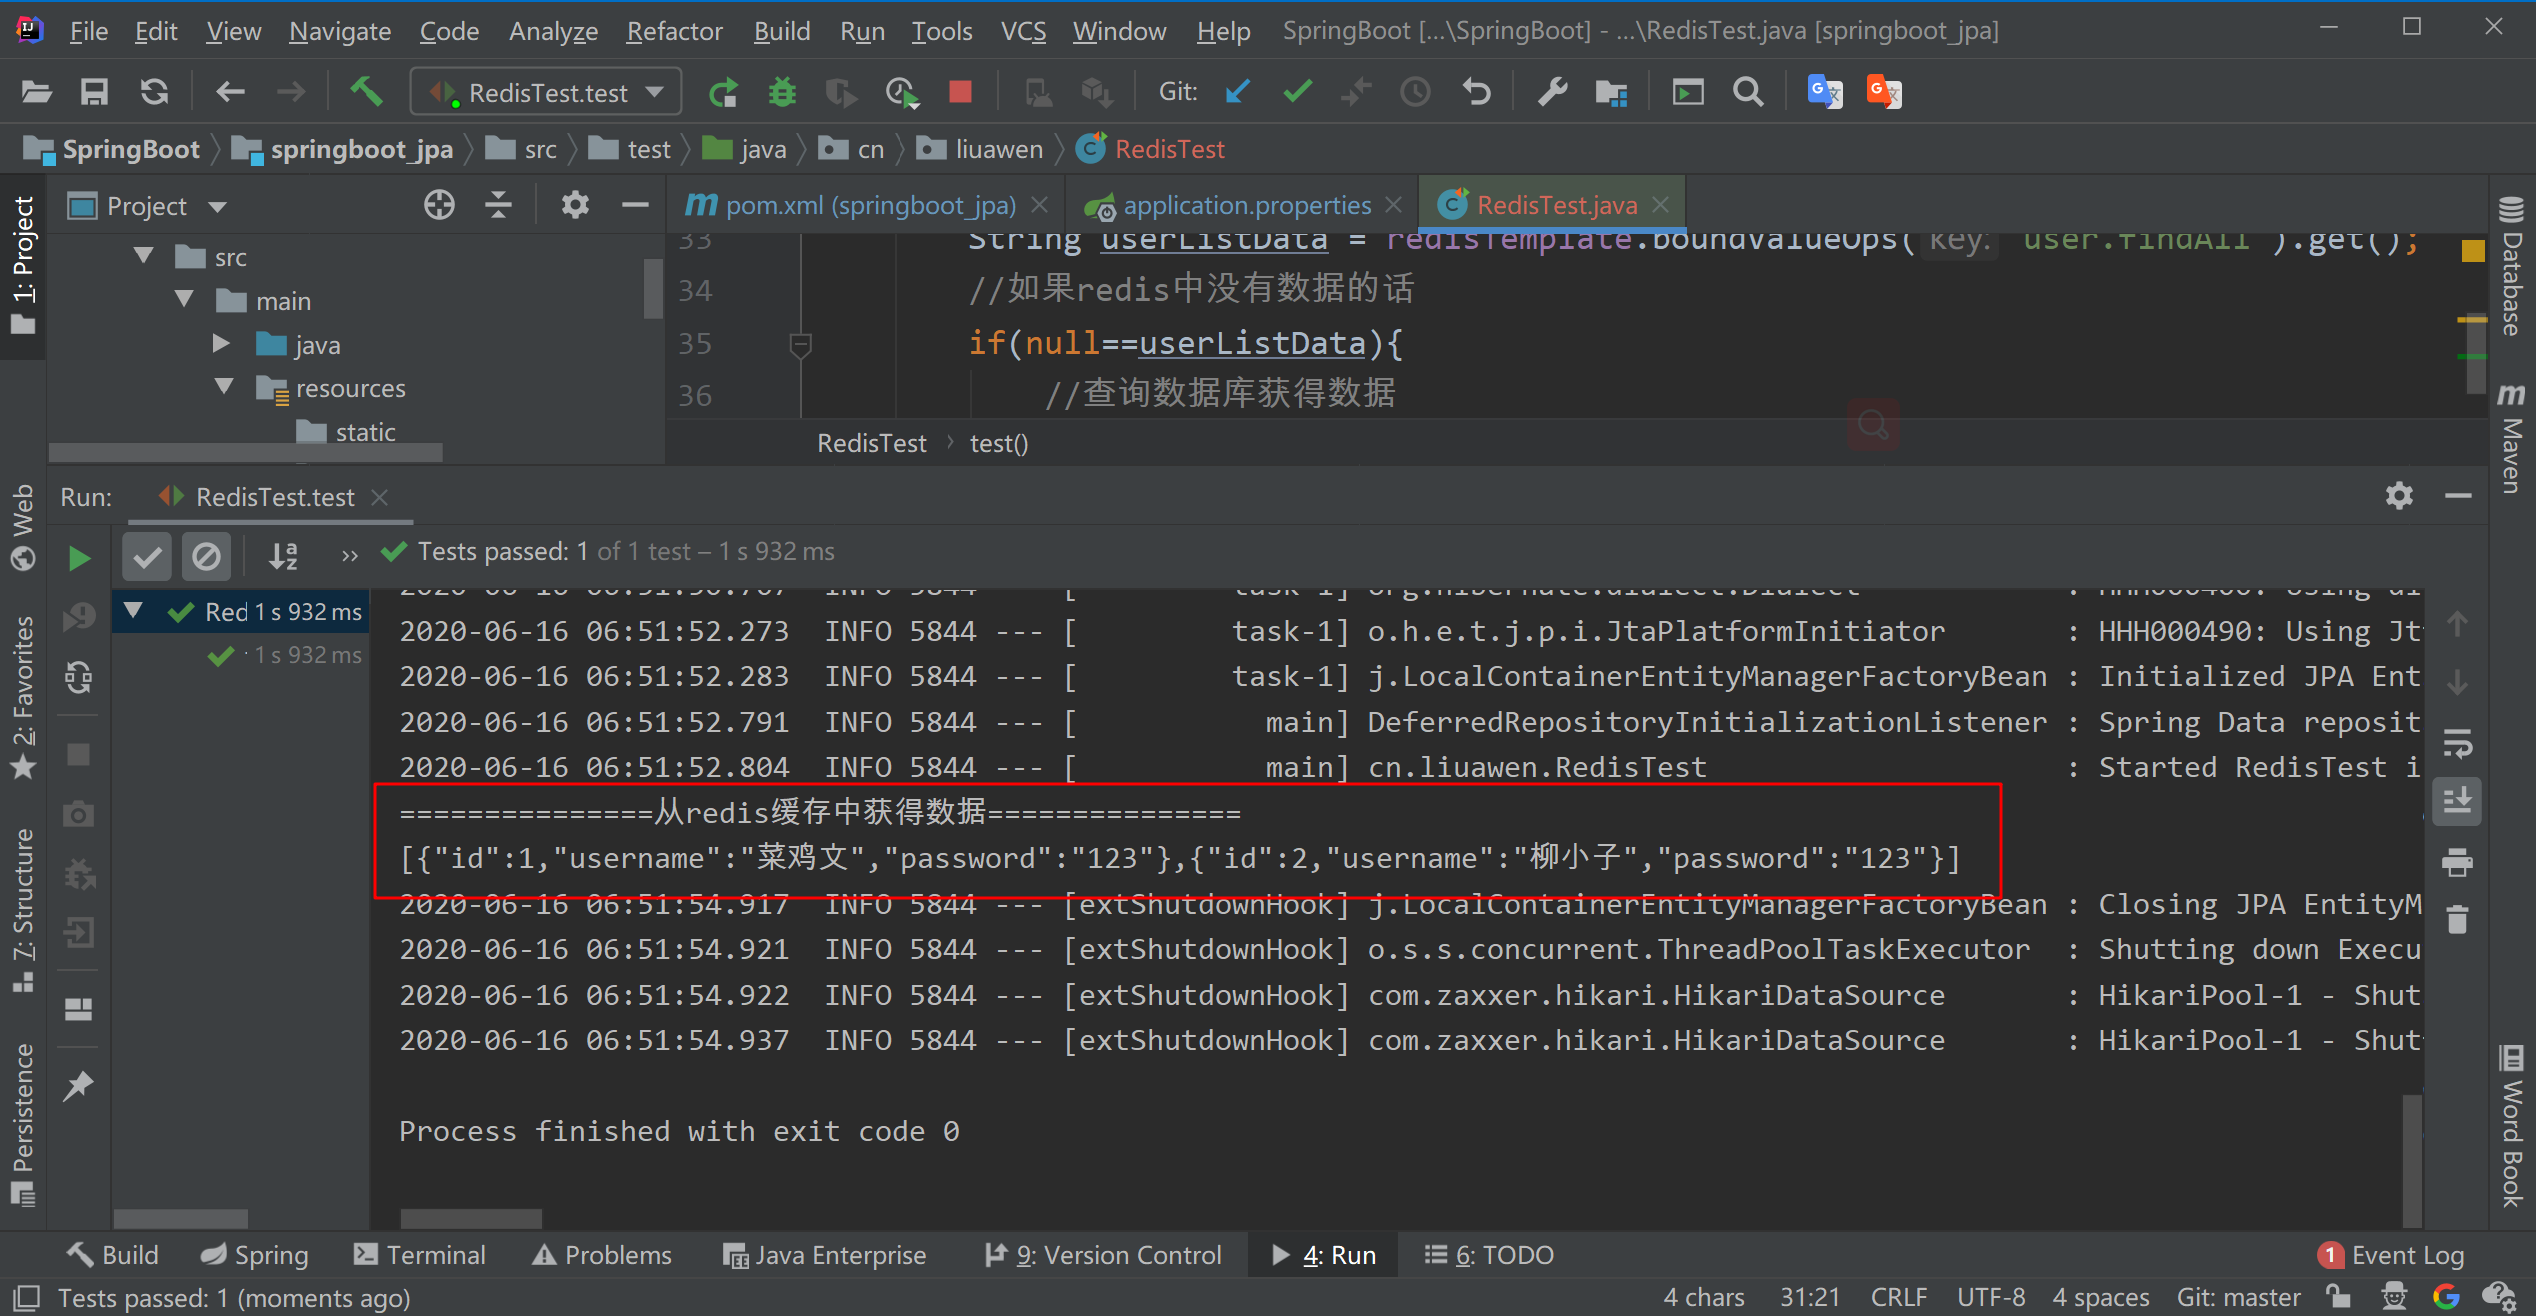 File Edit View Navigate Code Analyze Refactor Build Run Tools VCS Window Help SpringBoot [...\SpringBoot] - ...\RedisTest.java [springboot_jpa]
RedisTest.test Git:
SpringBoot springboot_jpa src test java cn liuawen RedisTest
Project
pom.xml (springboot_jpa) application.properties RedisTest.java
1: Project
Web
2: Favorites
7: Structure
Persistence
src
main
java
resources
static
33 String userListData = redisTemplate.boundValueOps( key: user.findAll ).get();
34 //如果redis中没有数据的话
35 if(null==userListData){
36 //查询数据库获得数据
RedisTest test()
Database
Maven
Word Book
Run: RedisTest.test
Tests passed: 1 of 1 test – 1 s 932 ms
Red 1 s 932 ms
1 s 932 ms
2020-06-16 06:51:52.273 INFO 5844 --- [ task-1] o.h.e.t.j.p.i.JtaPlatformInitiator : HHH000490: Using Jt
2020-06-16 06:51:52.283 INFO 5844 --- [ task-1] j.LocalContainerEntityManagerFactoryBean : Initialized JPA Ent
2020-06-16 06:51:52.791 INFO 5844 --- [ main] DeferredRepositoryInitializationListener : Spring Data reposit
2020-06-16 06:51:52.804 INFO 5844 --- [ main] cn.liuawen.RedisTest : Started RedisTest i
===============从redis缓存中获得数据===============
[{"id":1,"username":"菜鸡文","password":"123"},{"id":2,"username":"柳小子","password":"123"}]
2020-06-16 06:51:54.917 INFO 5844 --- [extShutdownHook] j.LocalContainerEntityManagerFactoryBean : Closing JPA EntityM
2020-06-16 06:51:54.921 INFO 5844 --- [extShutdownHook] o.s.s.concurrent.ThreadPoolTaskExecutor : Shutting down Execu
2020-06-16 06:51:54.922 INFO 5844 --- [extShutdownHook] com.zaxxer.hikari.HikariDataSource : HikariPool-1 - Shut
2020-06-16 06:51:54.937 INFO 5844 --- [extShutdownHook] com.zaxxer.hikari.HikariDataSource : HikariPool-1 - Shut
Process finished with exit code 0
Build Spring Terminal Problems Java Enterprise 9: Version Control 4: Run 6: TODO 1 Event Log
Tests passed: 1 (moments ago) 4 chars 31:21 CRLF UTF-8 4 spaces Git: master